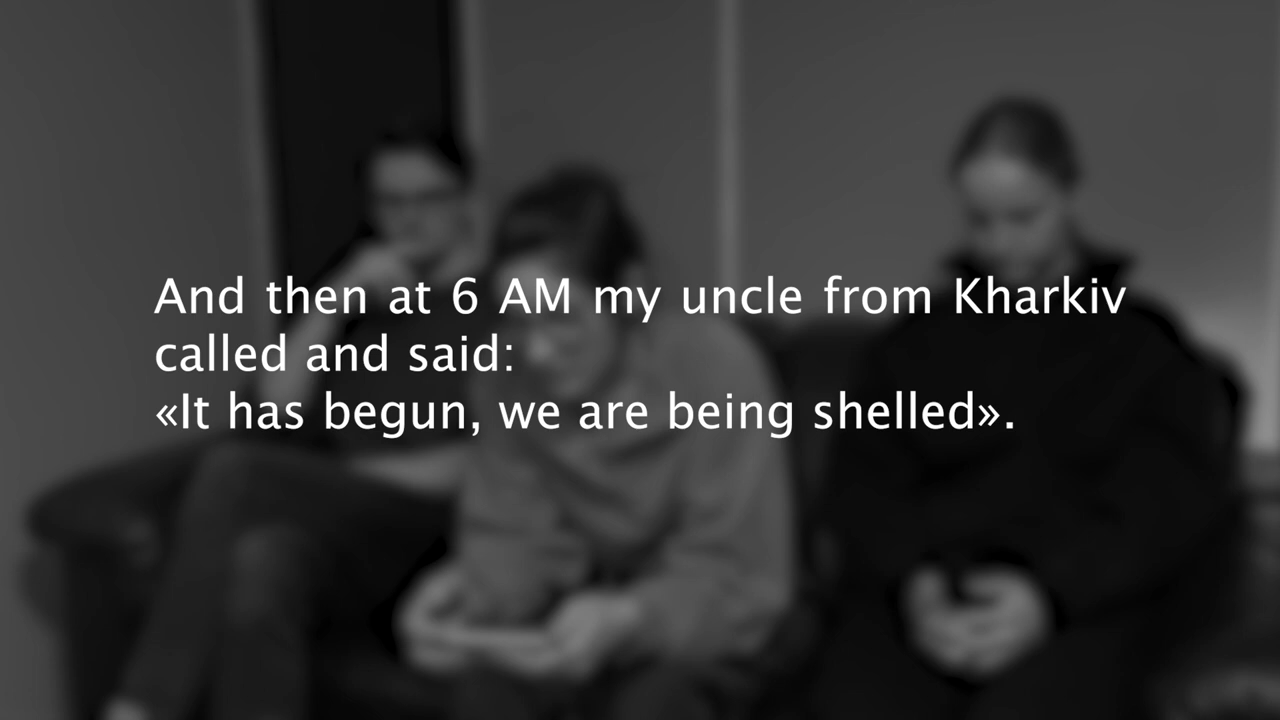 And then at 6 AM my uncle from Kharkiv
called and said:
«It has begun, we are being shelled».